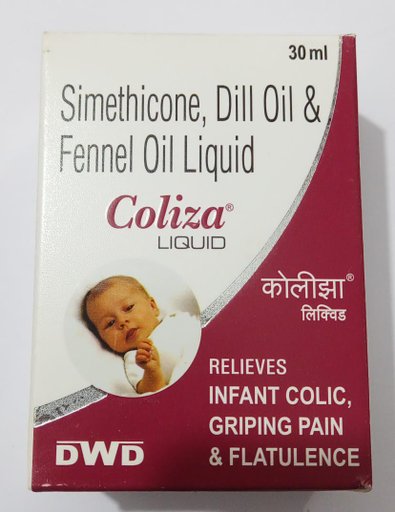 30 ml
Simethicone, Dill Oil &
Fennel Oil Liquid
Coliza®
LIQUID
कोलीझा®
लिक्विड
RELIEVES
INFANT COLIC,
GRIPING PAIN
& FLATULENCE
DWD